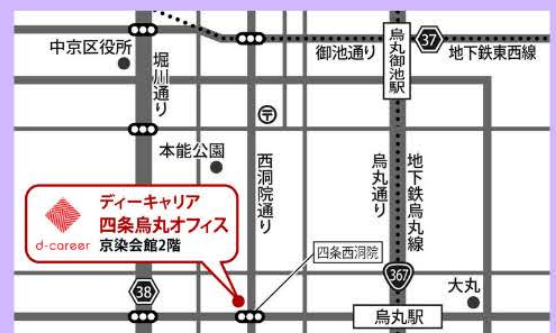 中京区役所
堀川通り
御池通り
烏丸御池駅
37
地下鉄東西線
〒
本能公園
西洞院通り
烏丸通り
地下鉄烏丸線
ディーキャリア
四条烏丸オフィス
京染会館2階
d-career
四条西洞院
38
367
大丸
烏丸駅